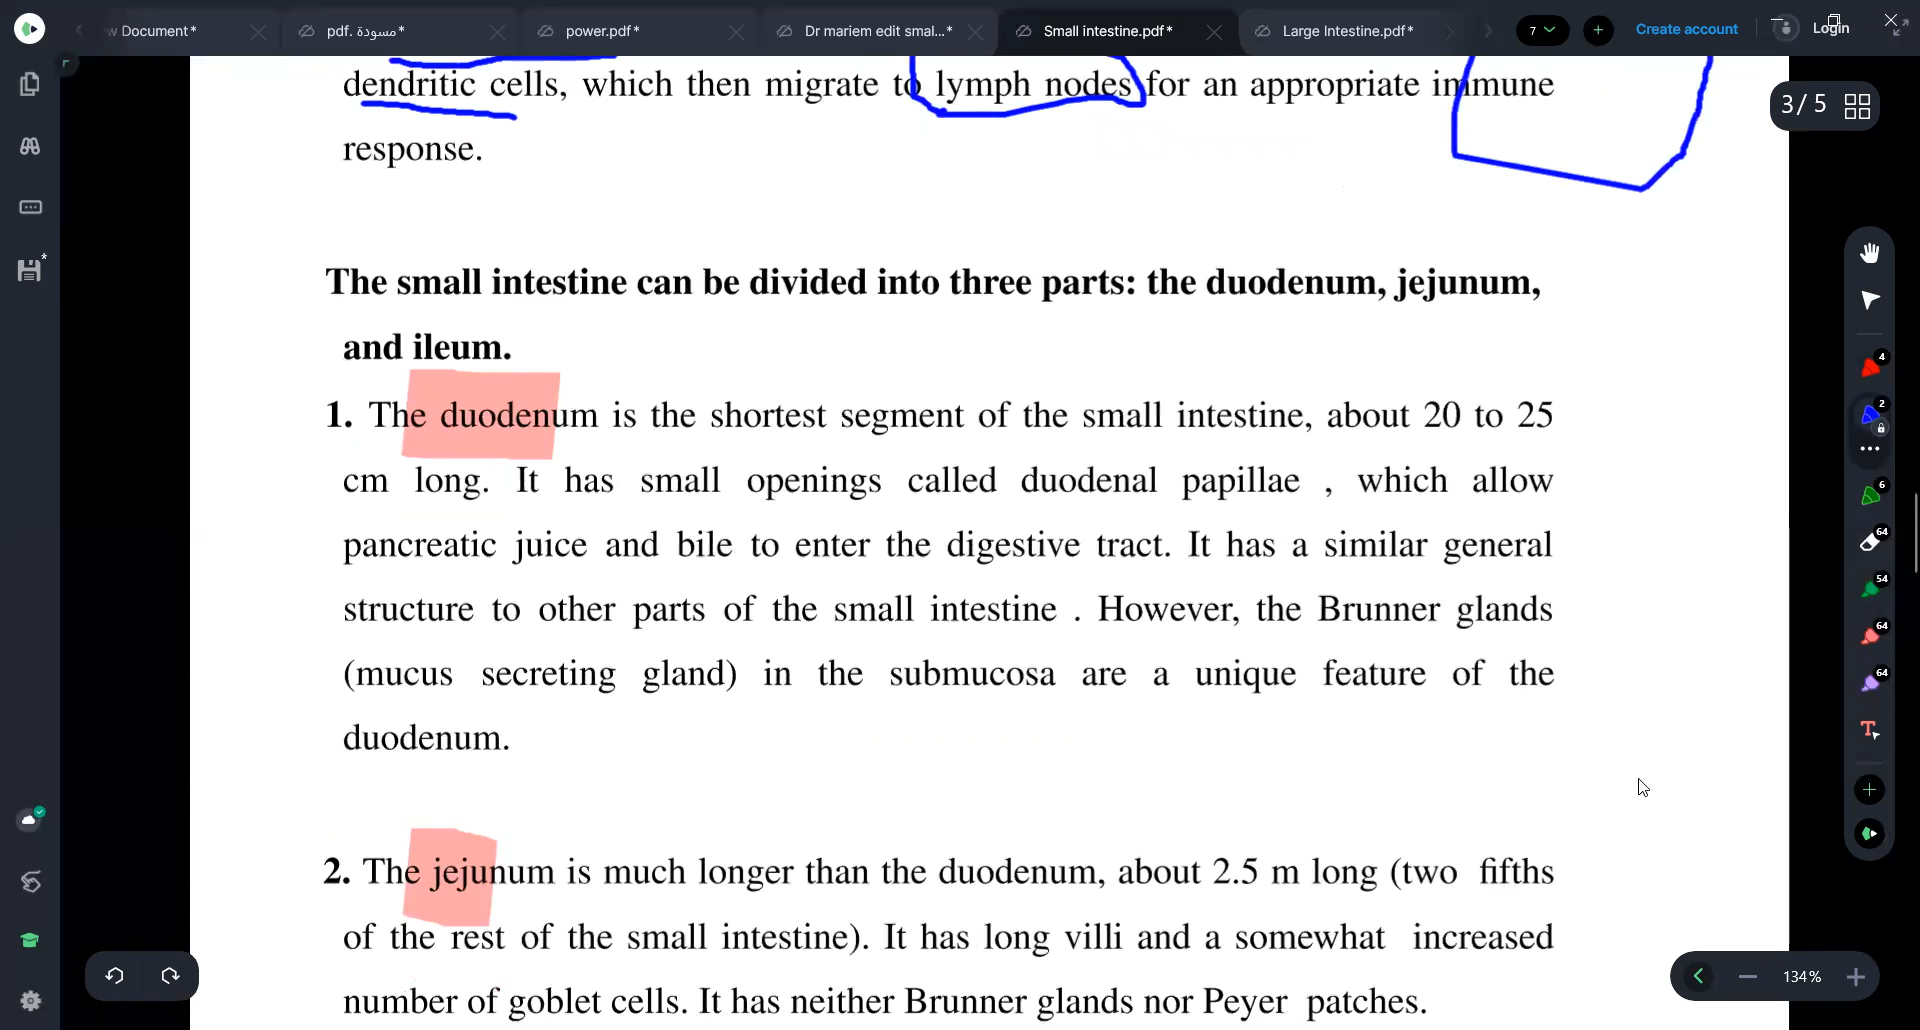 w Document*
pdf. مسودة*
power.pdf*
Dr mariem edit smal...*
Small intestine.pdf*
Large Intestine.pdf*
7
Create account
Login
3/5
dendritic cells, which then migrate to lymph nodes for an appropriate immune
response.
The small intestine can be divided into three parts: the duodenum, jejunum,
and ileum.
1. The duodenum is the shortest segment of the small intestine, about 20 to 25
cm long. It has small openings called duodenal papillae , which allow
pancreatic juice and bile to enter the digestive tract. It has a similar general
structure to other parts of the small intestine . However, the Brunner glands
(mucus secreting gland) in the submucosa are a unique feature of the
duodenum.
2. The jejunum is much longer than the duodenum, about 2.5 m long (two fifths
of the rest of the small intestine). It has long villi and a somewhat increased
number of goblet cells. It has neither Brunner glands nor Peyer patches.
4
2
6
64
54
64
64
T
134%